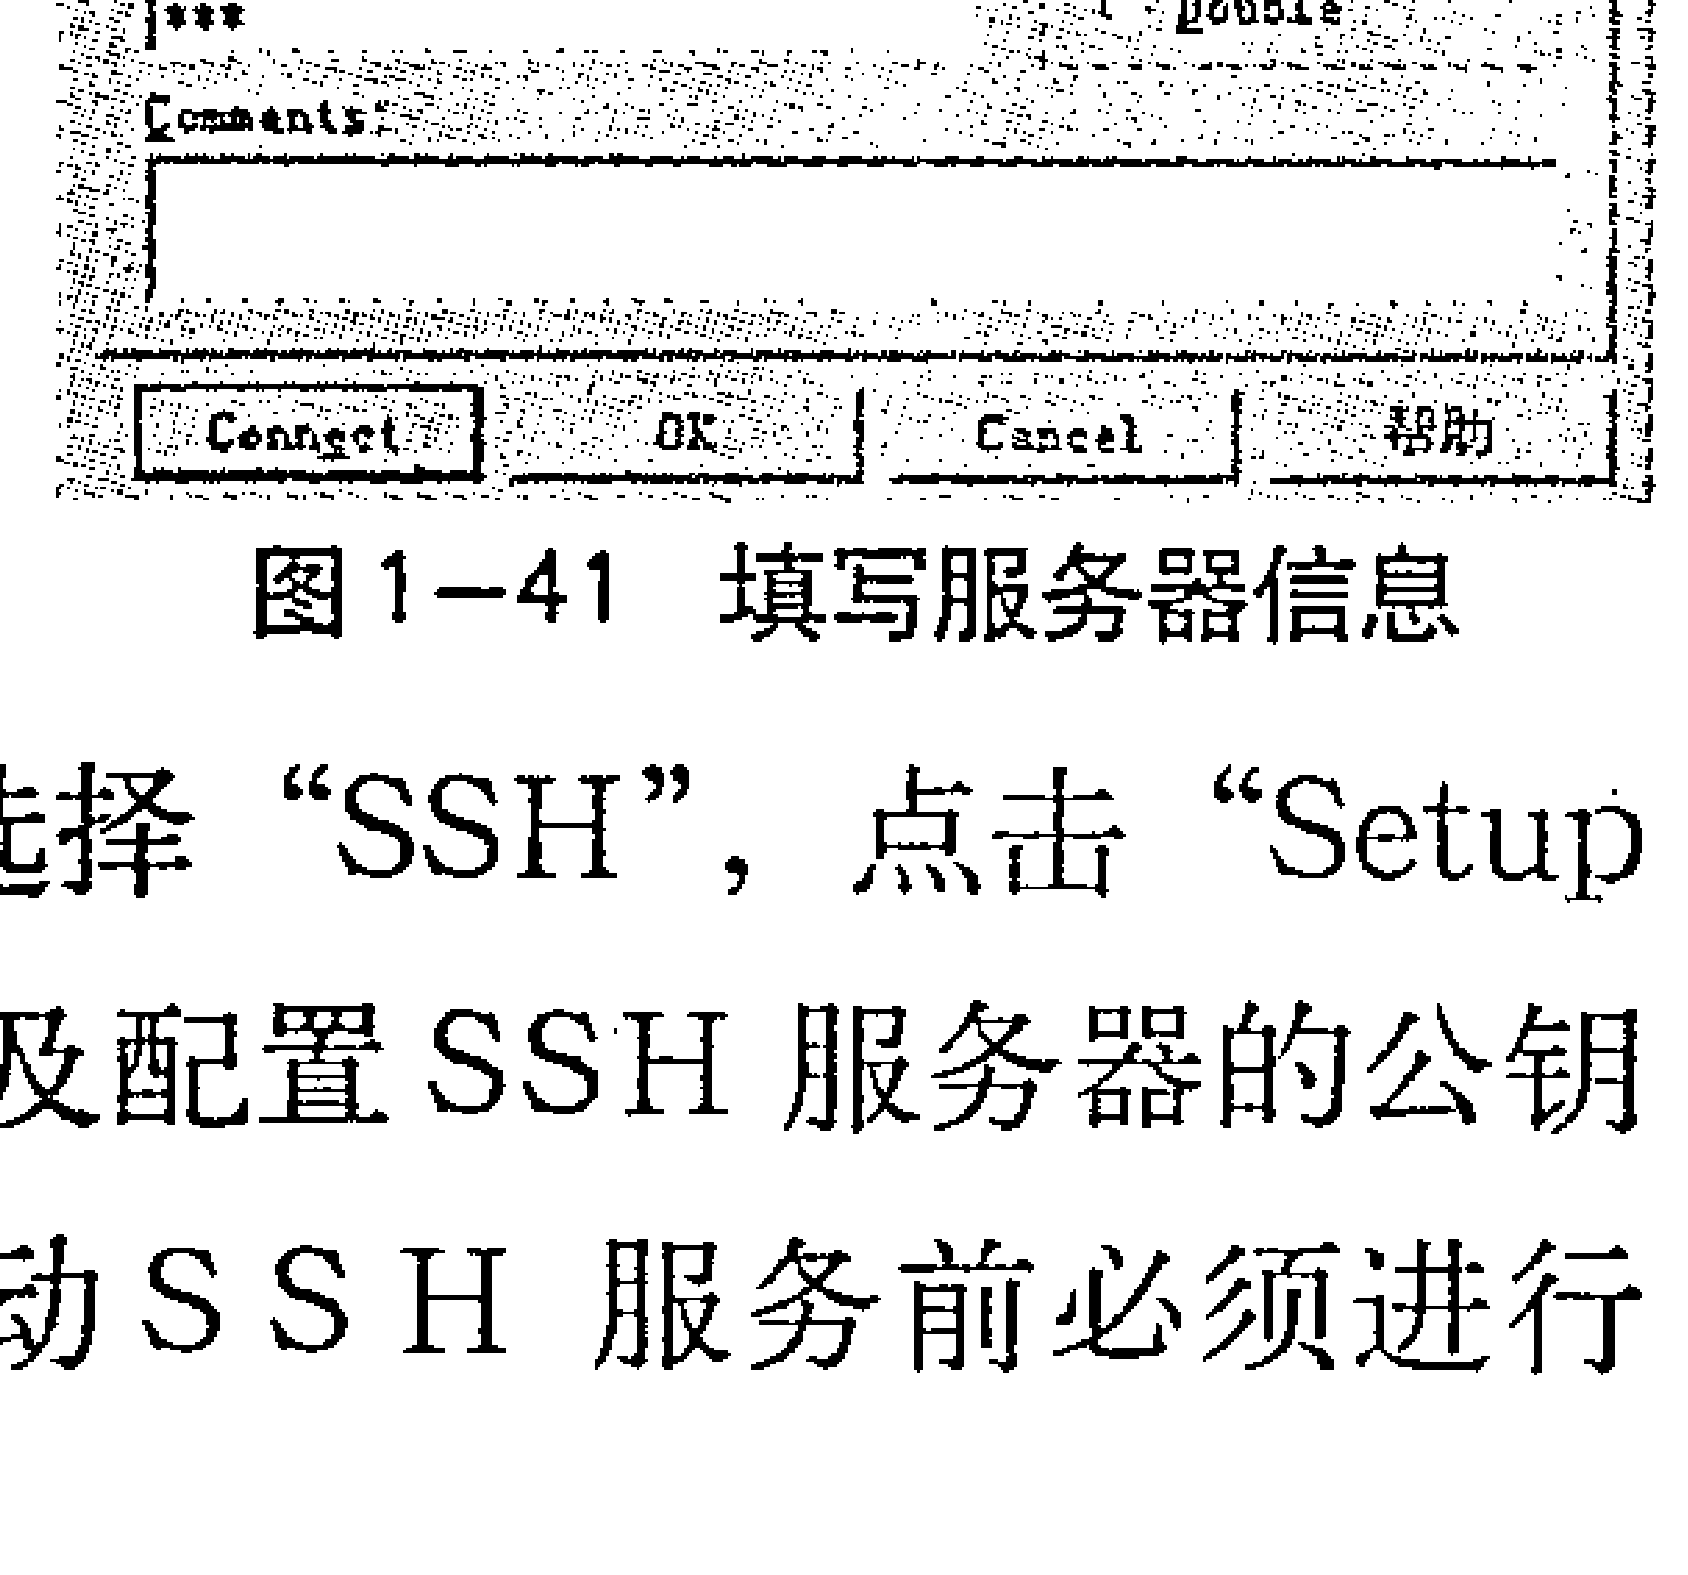 ***
Comments:
Connect OK Cancel 帮助
图1-41 填写服务器信息
选择 “SSH”，点击 “Setup
及配置 SSH 服务器的公钥
动 SSH 服务前必须进行